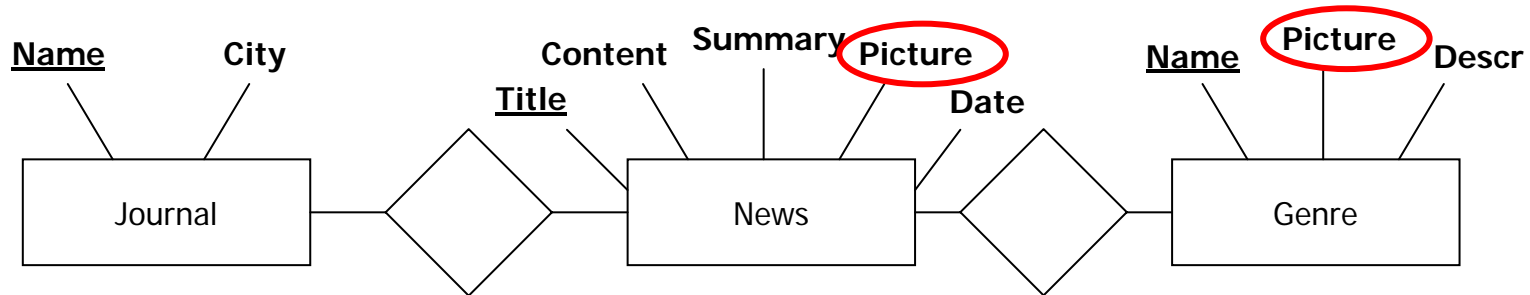 Name
City
Title
Content
Summary
Picture
Date
Name
Picture
Descr
Journal
News
Genre